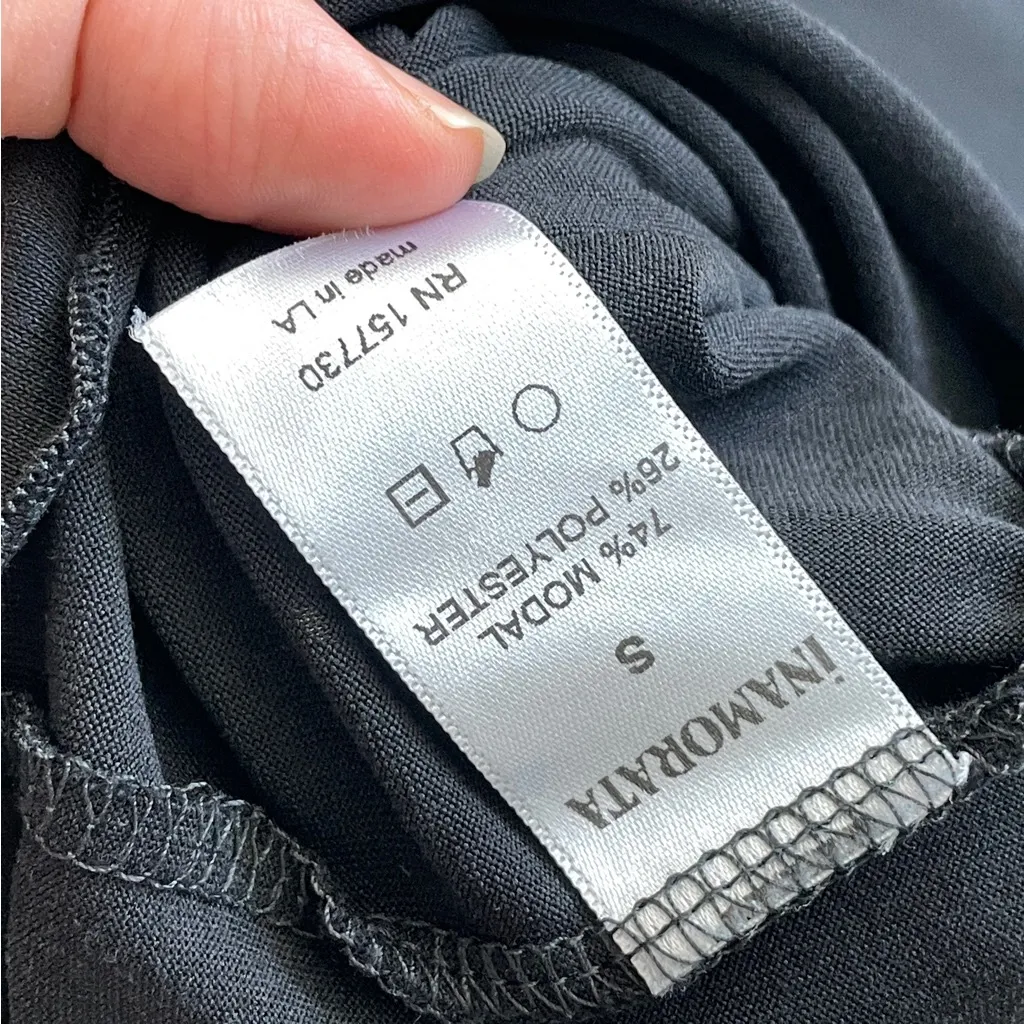 iNAMORATA
S
74% MODAL
26% POLYESTER
RN 157730
made in LA